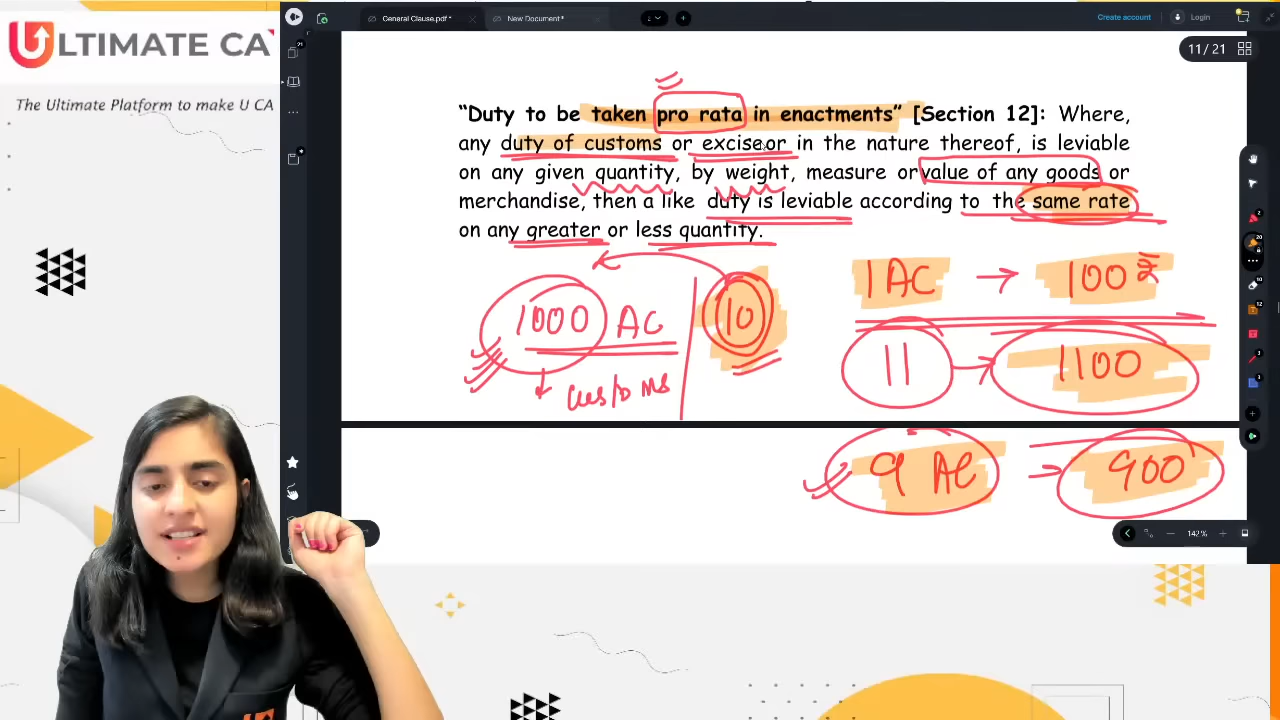 ULTIMATE CA
The Ultimate Platform to make U CA
General Clause.pdf *
New Document*
Create account
Login
11 / 21
"Duty to be taken pro rata in enactments" [Section 12]: Where,
any duty of customs or excise or in the nature thereof, is leviable
on any given quantity, by weight, measure or value of any goods or
merchandise, then a like duty is leviable according to the same rate
on any greater or less quantity.
1000 AC
10
customs
1 AC → 100 ₹
11 → 1100
9 AC → 900
142%